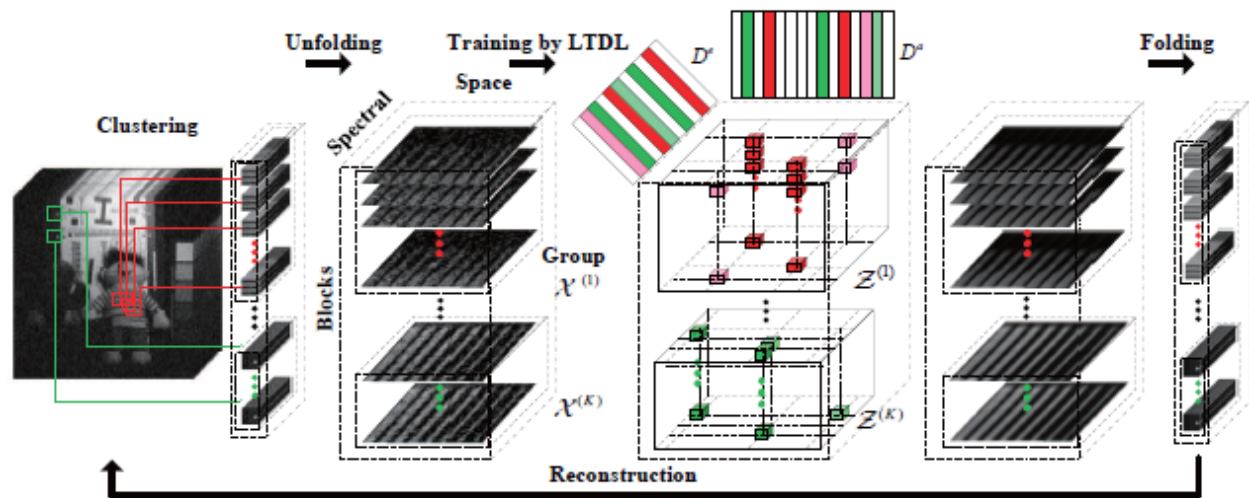 Unfolding
Training by LTDL
Folding
Space
Spectral
Clustering
Blocks
Group
𝒳^(1)
𝒳^(K)
D^s
D^a
𝒵^(1)
𝒵^(K)
Reconstruction